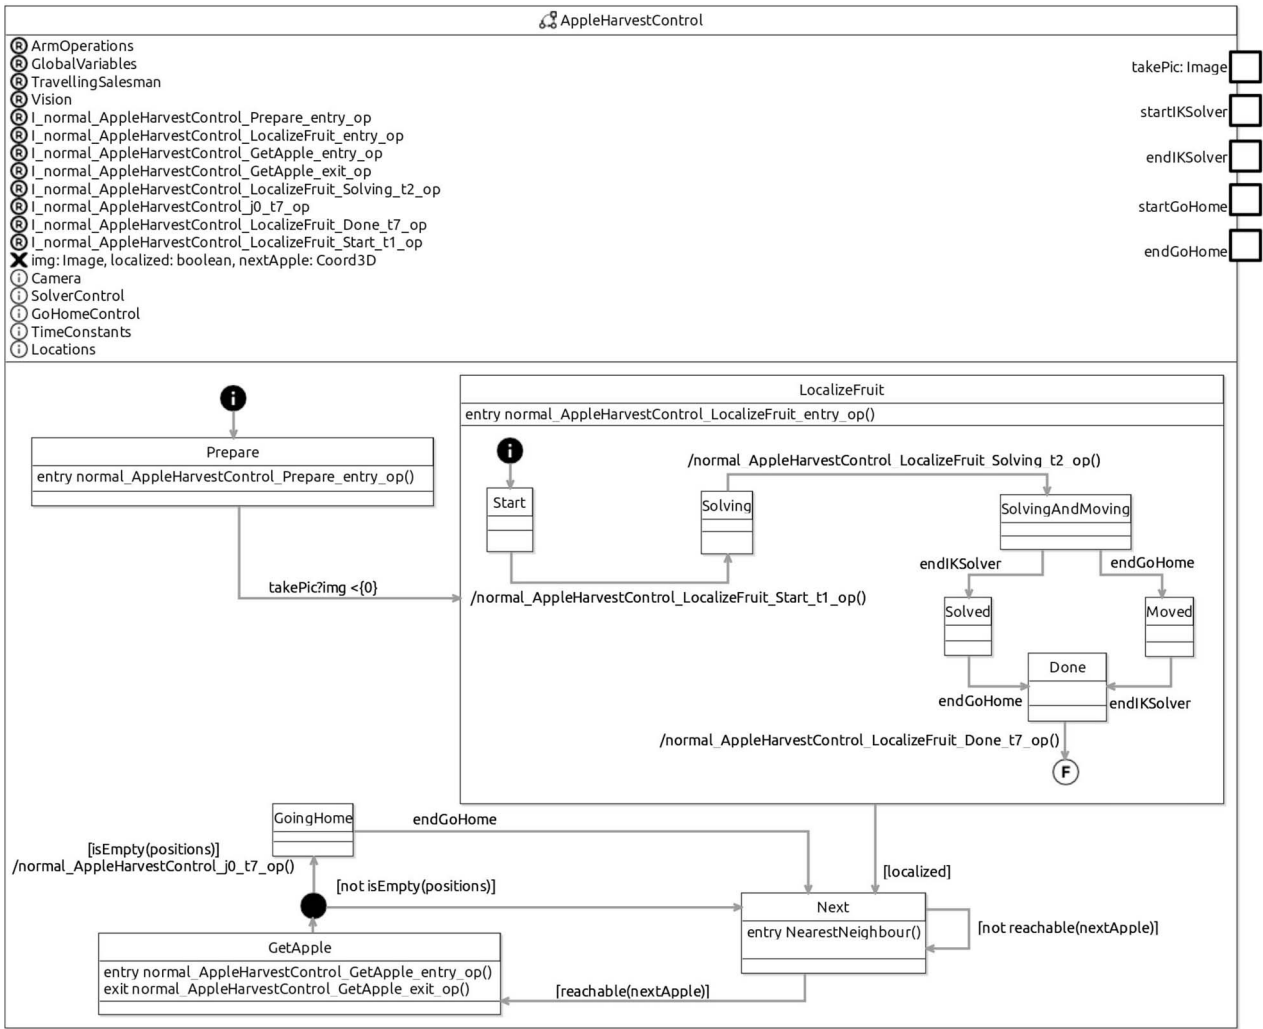 AppleHarvestControl
R ArmOperations
R GlobalVariables
R TravellingSalesman
R Vision
R I_normal_AppleHarvestControl_Prepare_entry_op
R I_normal_AppleHarvestControl_LocalizeFruit_entry_op
R I_normal_AppleHarvestControl_GetApple_entry_op
R I_normal_AppleHarvestControl_GetApple_exit_op
R I_normal_AppleHarvestControl_LocalizeFruit_Solving_t2_op
R I_normal_AppleHarvestControl_j0_t7_op
R I_normal_AppleHarvestControl_LocalizeFruit_Done_t7_op
R I_normal_AppleHarvestControl_LocalizeFruit_Start_t1_op
X img: Image, localized: boolean, nextApple: Coord3D
i Camera
i SolverControl
i GoHomeControl
i TimeConstants
i Locations
takePic: Image
startIKSolver
endIKSolver
startGoHome
endGoHome
i
Prepare
entry normal_AppleHarvestControl_Prepare_entry_op()
takePic?img <{0}
LocalizeFruit
entry normal_AppleHarvestControl_LocalizeFruit_entry_op()
i
Start
/normal_AppleHarvestControl_LocalizeFruit_Start_t1_op()
Solving
/normal_AppleHarvestControl_LocalizeFruit_Solving_t2_op()
SolvingAndMoving
endIKSolver
endGoHome
Solved
Moved
Done
endGoHome
endIKSolver
/normal_AppleHarvestControl_LocalizeFruit_Done_t7_op()
F
GoingHome
endGoHome
[isEmpty(positions)]
/normal_AppleHarvestControl_j0_t7_op()
[not isEmpty(positions)]
[localized]
Next
entry NearestNeighbour()
[not reachable(nextApple)]
GetApple
entry normal_AppleHarvestControl_GetApple_entry_op()
exit normal_AppleHarvestControl_GetApple_exit_op()
[reachable(nextApple)]